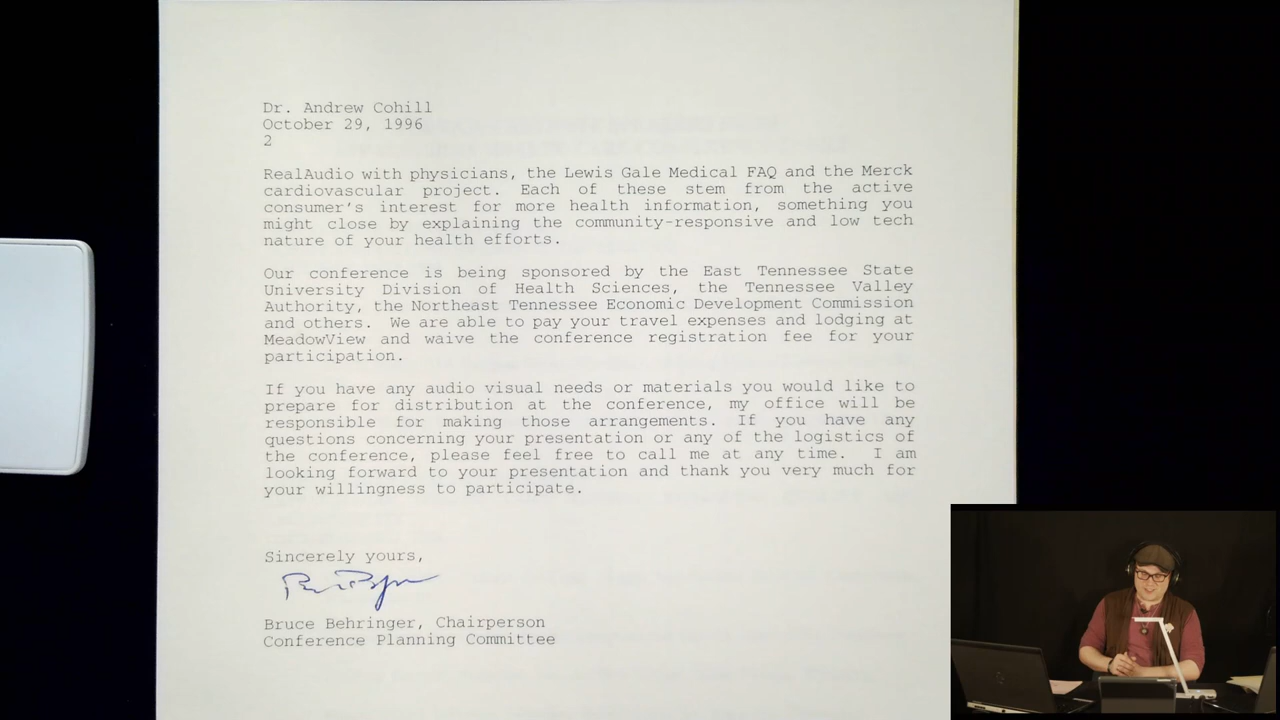 Dr. Andrew Cohill
October 29, 1996
2
RealAudio with physicians, the Lewis Gale Medical FAQ and the Merck
cardiovascular project. Each of these stem from the active
consumer's interest for more health information, something you
might close by explaining the community-responsive and low tech
nature of your health efforts.
Our conference is being sponsored by the East Tennessee State
University Division of Health Sciences, the Tennessee Valley
Authority, the Northeast Tennessee Economic Development Commission
and others. We are able to pay your travel expenses and lodging at
MeadowView and waive the conference registration fee for your
participation.
If you have any audio visual needs or materials you would like to
prepare for distribution at the conference, my office will be
responsible for making those arrangements. If you have any
questions concerning your presentation or any of the logistics of
the conference, please feel free to call me at any time. I am
looking forward to your presentation and thank you very much for
your willingness to participate.
Sincerely yours,
Bruce Behringer, Chairperson
Conference Planning Committee